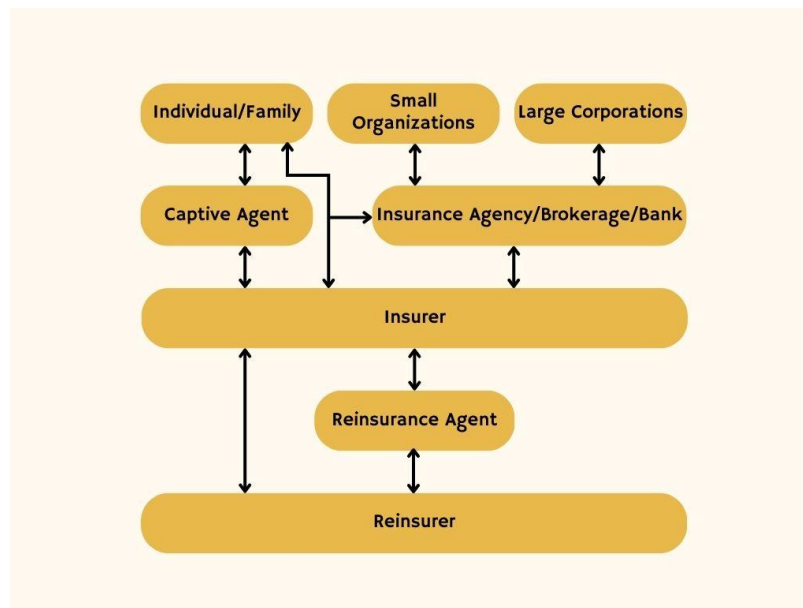 Individual/Family
Small
Organizations
Large Corporations
Captive Agent
Insurance Agency/Brokerage/Bank
Insurer
Reinsurance Agent
Reinsurer